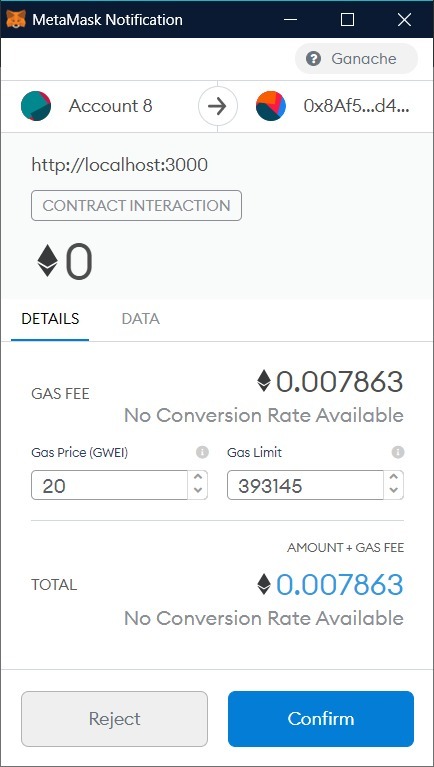 MetaMask Notification
Ganache
Account 8
0x8Af5...d4...
http://localhost:3000
CONTRACT INTERACTION
0
DETAILS DATA
GAS FEE 0.007863
No Conversion Rate Available
Gas Price (GWEI) Gas Limit
20 393145
AMOUNT + GAS FEE
TOTAL 0.007863
No Conversion Rate Available
Reject Confirm